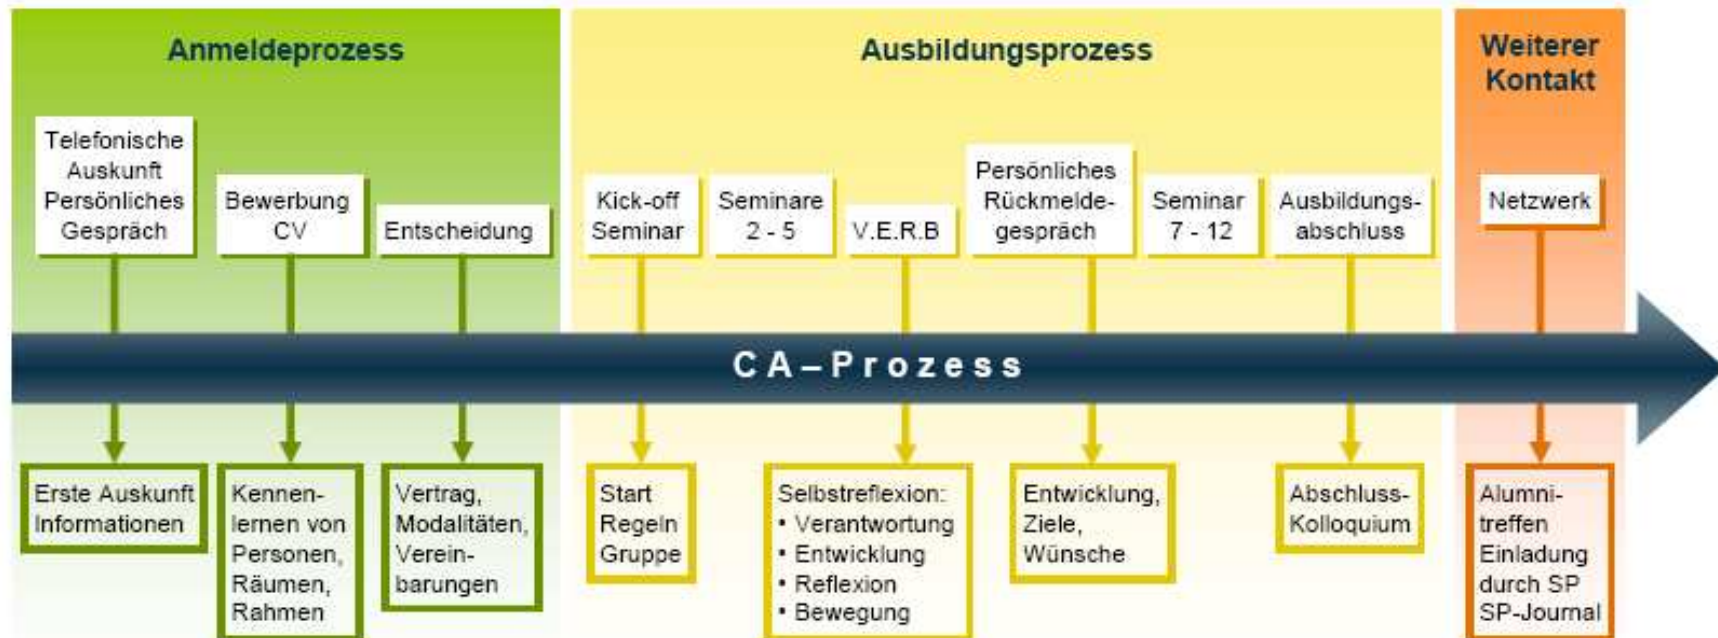 Anmeldeprozess
Ausbildungsprozess
Weiterer
Kontakt
Telefonische
Auskunft
Persönliches
Gespräch
Bewerbung
CV
Entscheidung
Kick-off
Seminar
Seminare
2 - 5
V.E.R.B
Persönliches
Rückmelde-
gespräch
Seminar
7 - 12
Ausbildungs-
abschluss
Netzwerk
CA–Prozess
Erste Auskunft
Informationen
Kennen-
lernen von
Personen,
Räumen,
Rahmen
Vertrag,
Modalitäten,
Verein-
barungen
Start
Regeln
Gruppe
Selbstreflexion:
• Verantwortung
• Entwicklung
• Reflexion
• Bewegung
Entwicklung,
Ziele,
Wünsche
Abschluss-
Kolloquium
Alumni-
treffen
Einladung
durch SP
SP-Journal